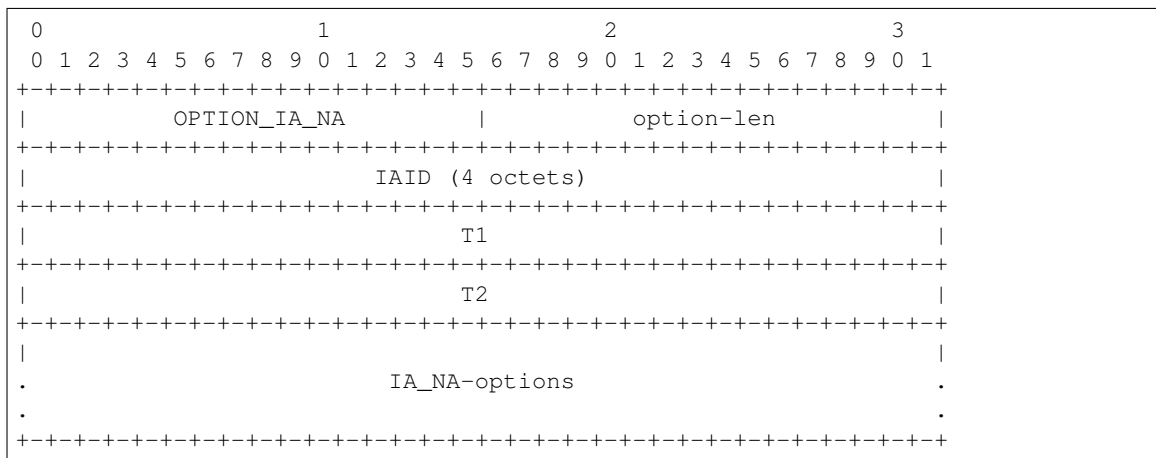 0                   1                   2                   3
 0 1 2 3 4 5 6 7 8 9 0 1 2 3 4 5 6 7 8 9 0 1 2 3 4 5 6 7 8 9 0 1
+-+-+-+-+-+-+-+-+-+-+-+-+-+-+-+-+-+-+-+-+-+-+-+-+-+-+-+-+-+-+-+-+
|          OPTION_IA_NA         |          option-len           |
+-+-+-+-+-+-+-+-+-+-+-+-+-+-+-+-+-+-+-+-+-+-+-+-+-+-+-+-+-+-+-+-+
|                        IAID (4 octets)                        |
+-+-+-+-+-+-+-+-+-+-+-+-+-+-+-+-+-+-+-+-+-+-+-+-+-+-+-+-+-+-+-+-+
|                              T1                               |
+-+-+-+-+-+-+-+-+-+-+-+-+-+-+-+-+-+-+-+-+-+-+-+-+-+-+-+-+-+-+-+-+
|                              T2                               |
+-+-+-+-+-+-+-+-+-+-+-+-+-+-+-+-+-+-+-+-+-+-+-+-+-+-+-+-+-+-+-+-+
|                                                               |
.                         IA_NA-options                         .
.                                                               .
+-+-+-+-+-+-+-+-+-+-+-+-+-+-+-+-+-+-+-+-+-+-+-+-+-+-+-+-+-+-+-+-+